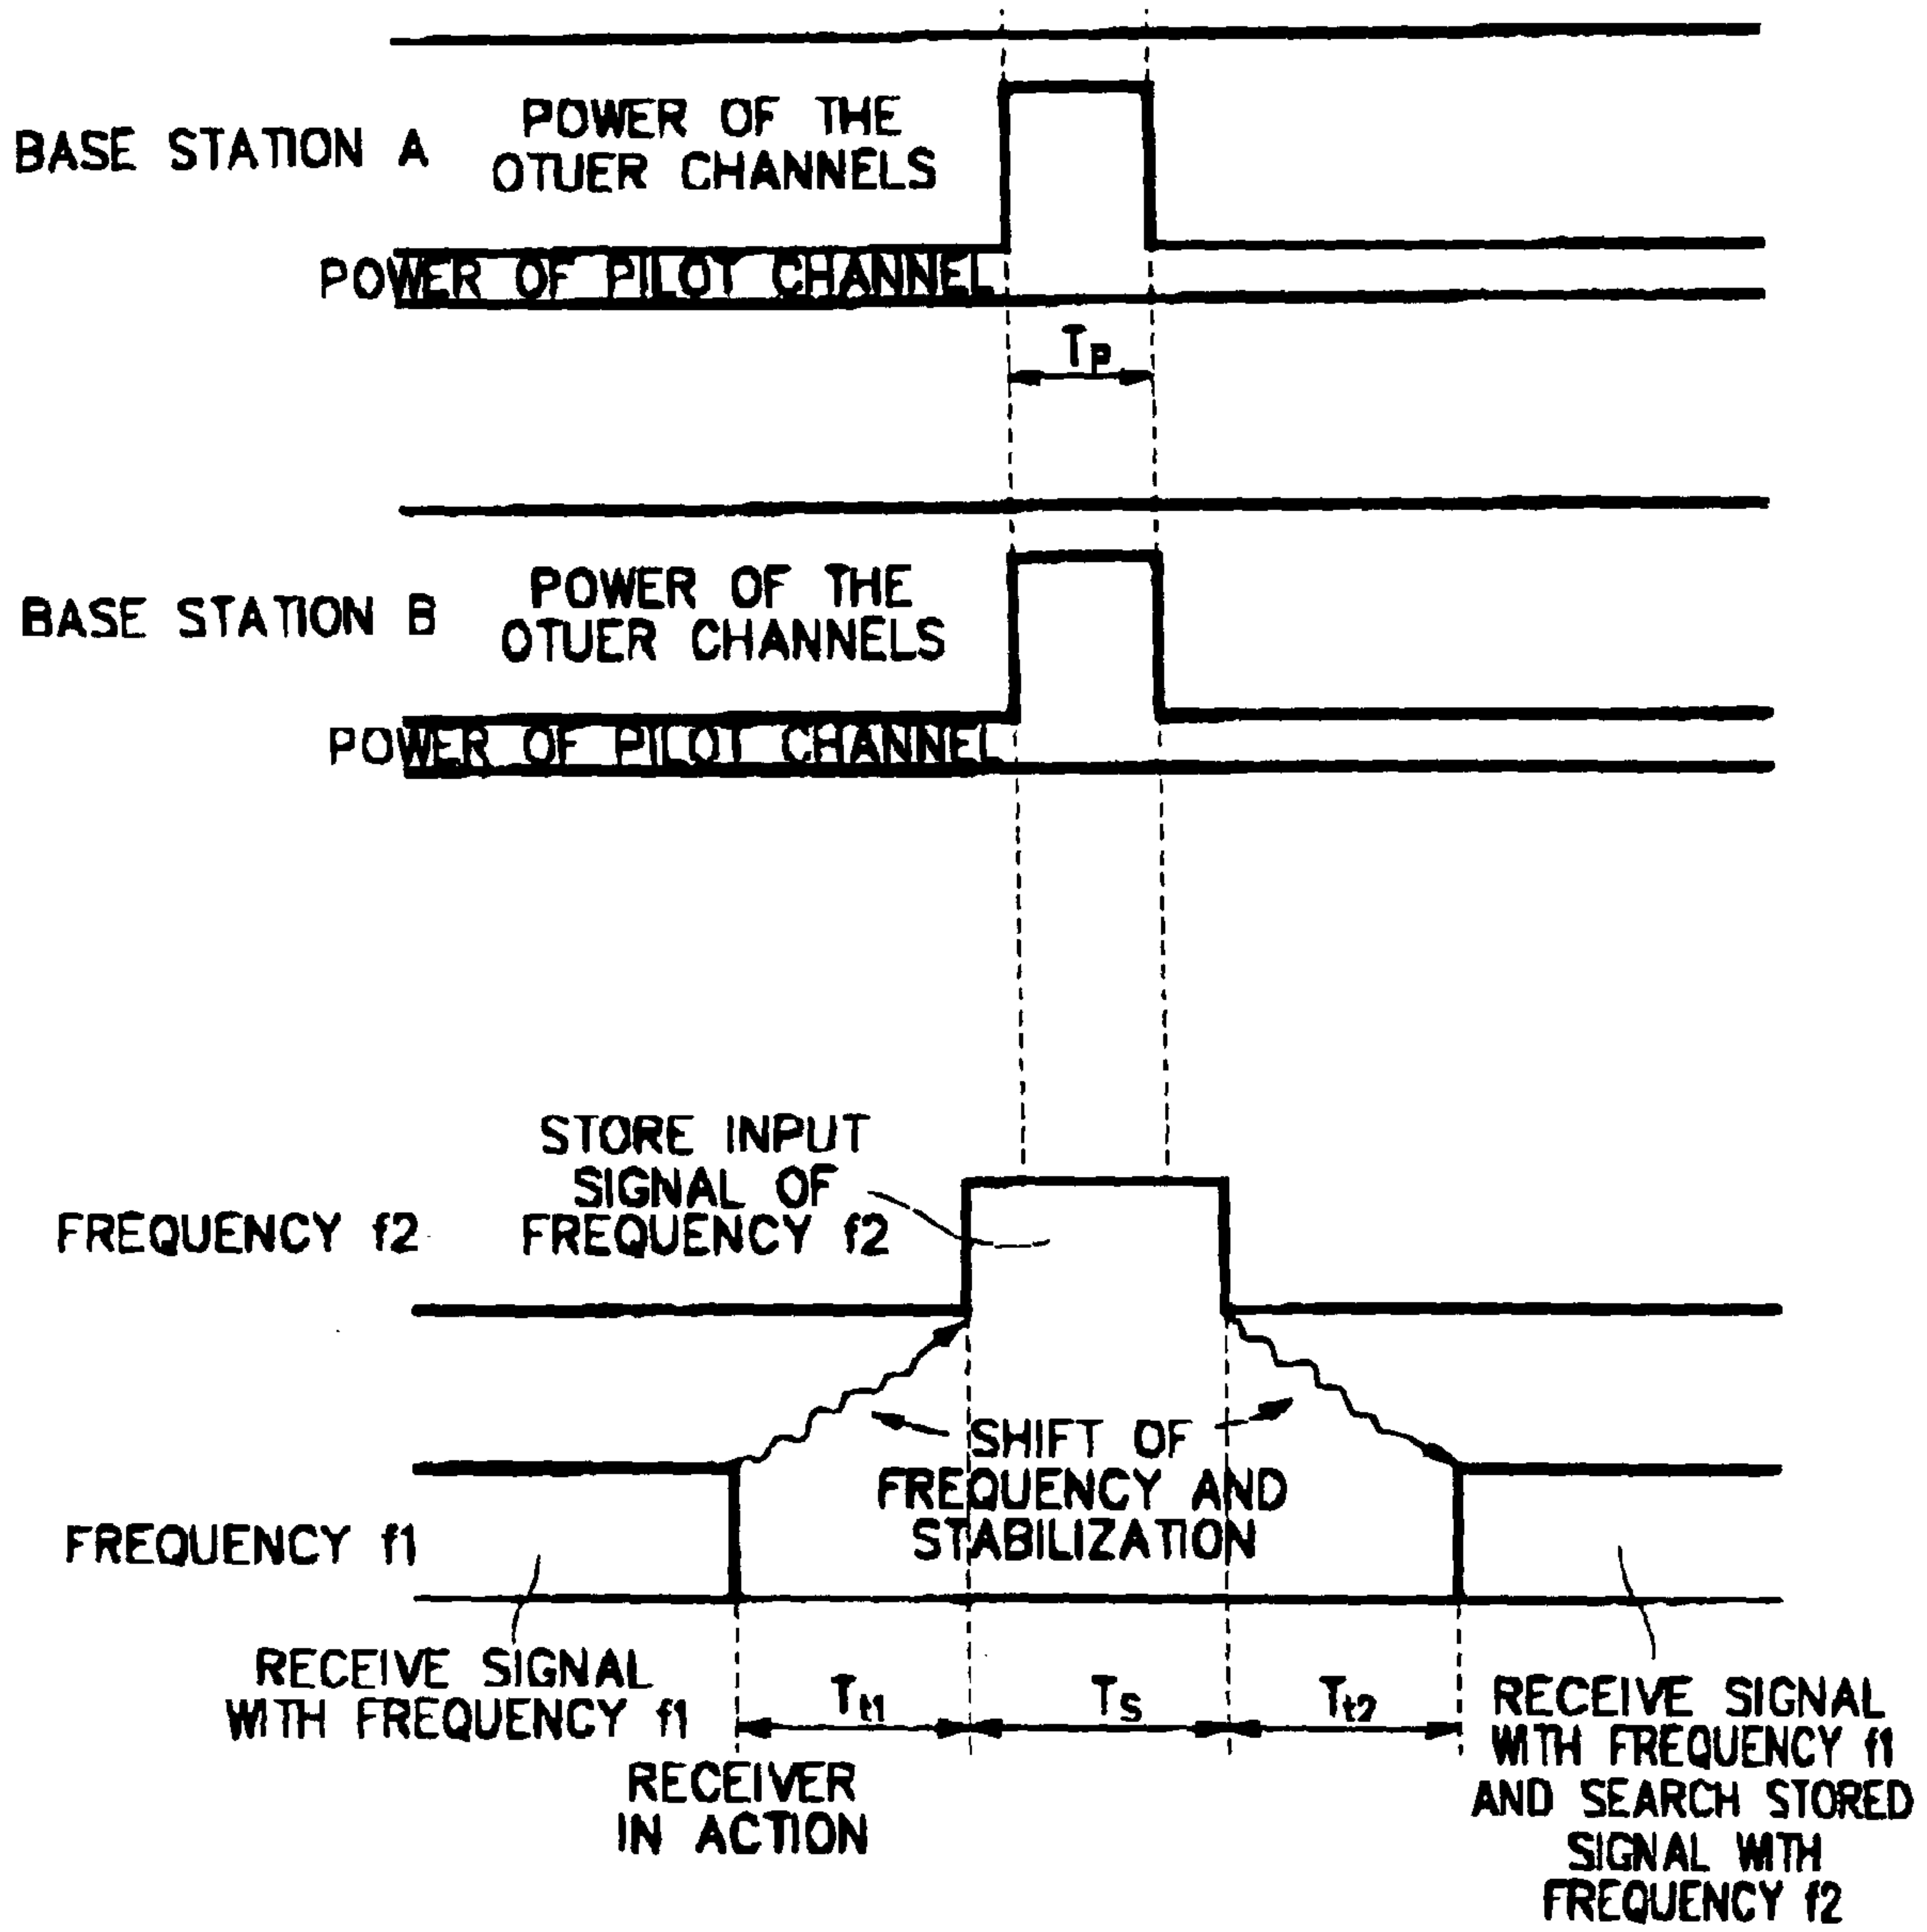 BASE STATION A
POWER OF THE
OTUER CHANNELS
POWER OF PILOT CHANNEL
TP
BASE STATION B
POWER OF THE
OTUER CHANNELS
POWER OF PILOT CHANNEL
STORE INPUT
SIGNAL OF
FREQUENCY f2
FREQUENCY f2
SHIFT OF
FREQUENCY AND
STABILIZATION
FREQUENCY f1
RECEIVE SIGNAL
WITH FREQUENCY f1
Tt1
TS
Tt2
RECEIVER
IN ACTION
RECEIVE SIGNAL
WITH FREQUENCY f1
AND SEARCH STORED
SIGNAL WITH
FREQUENCY f2